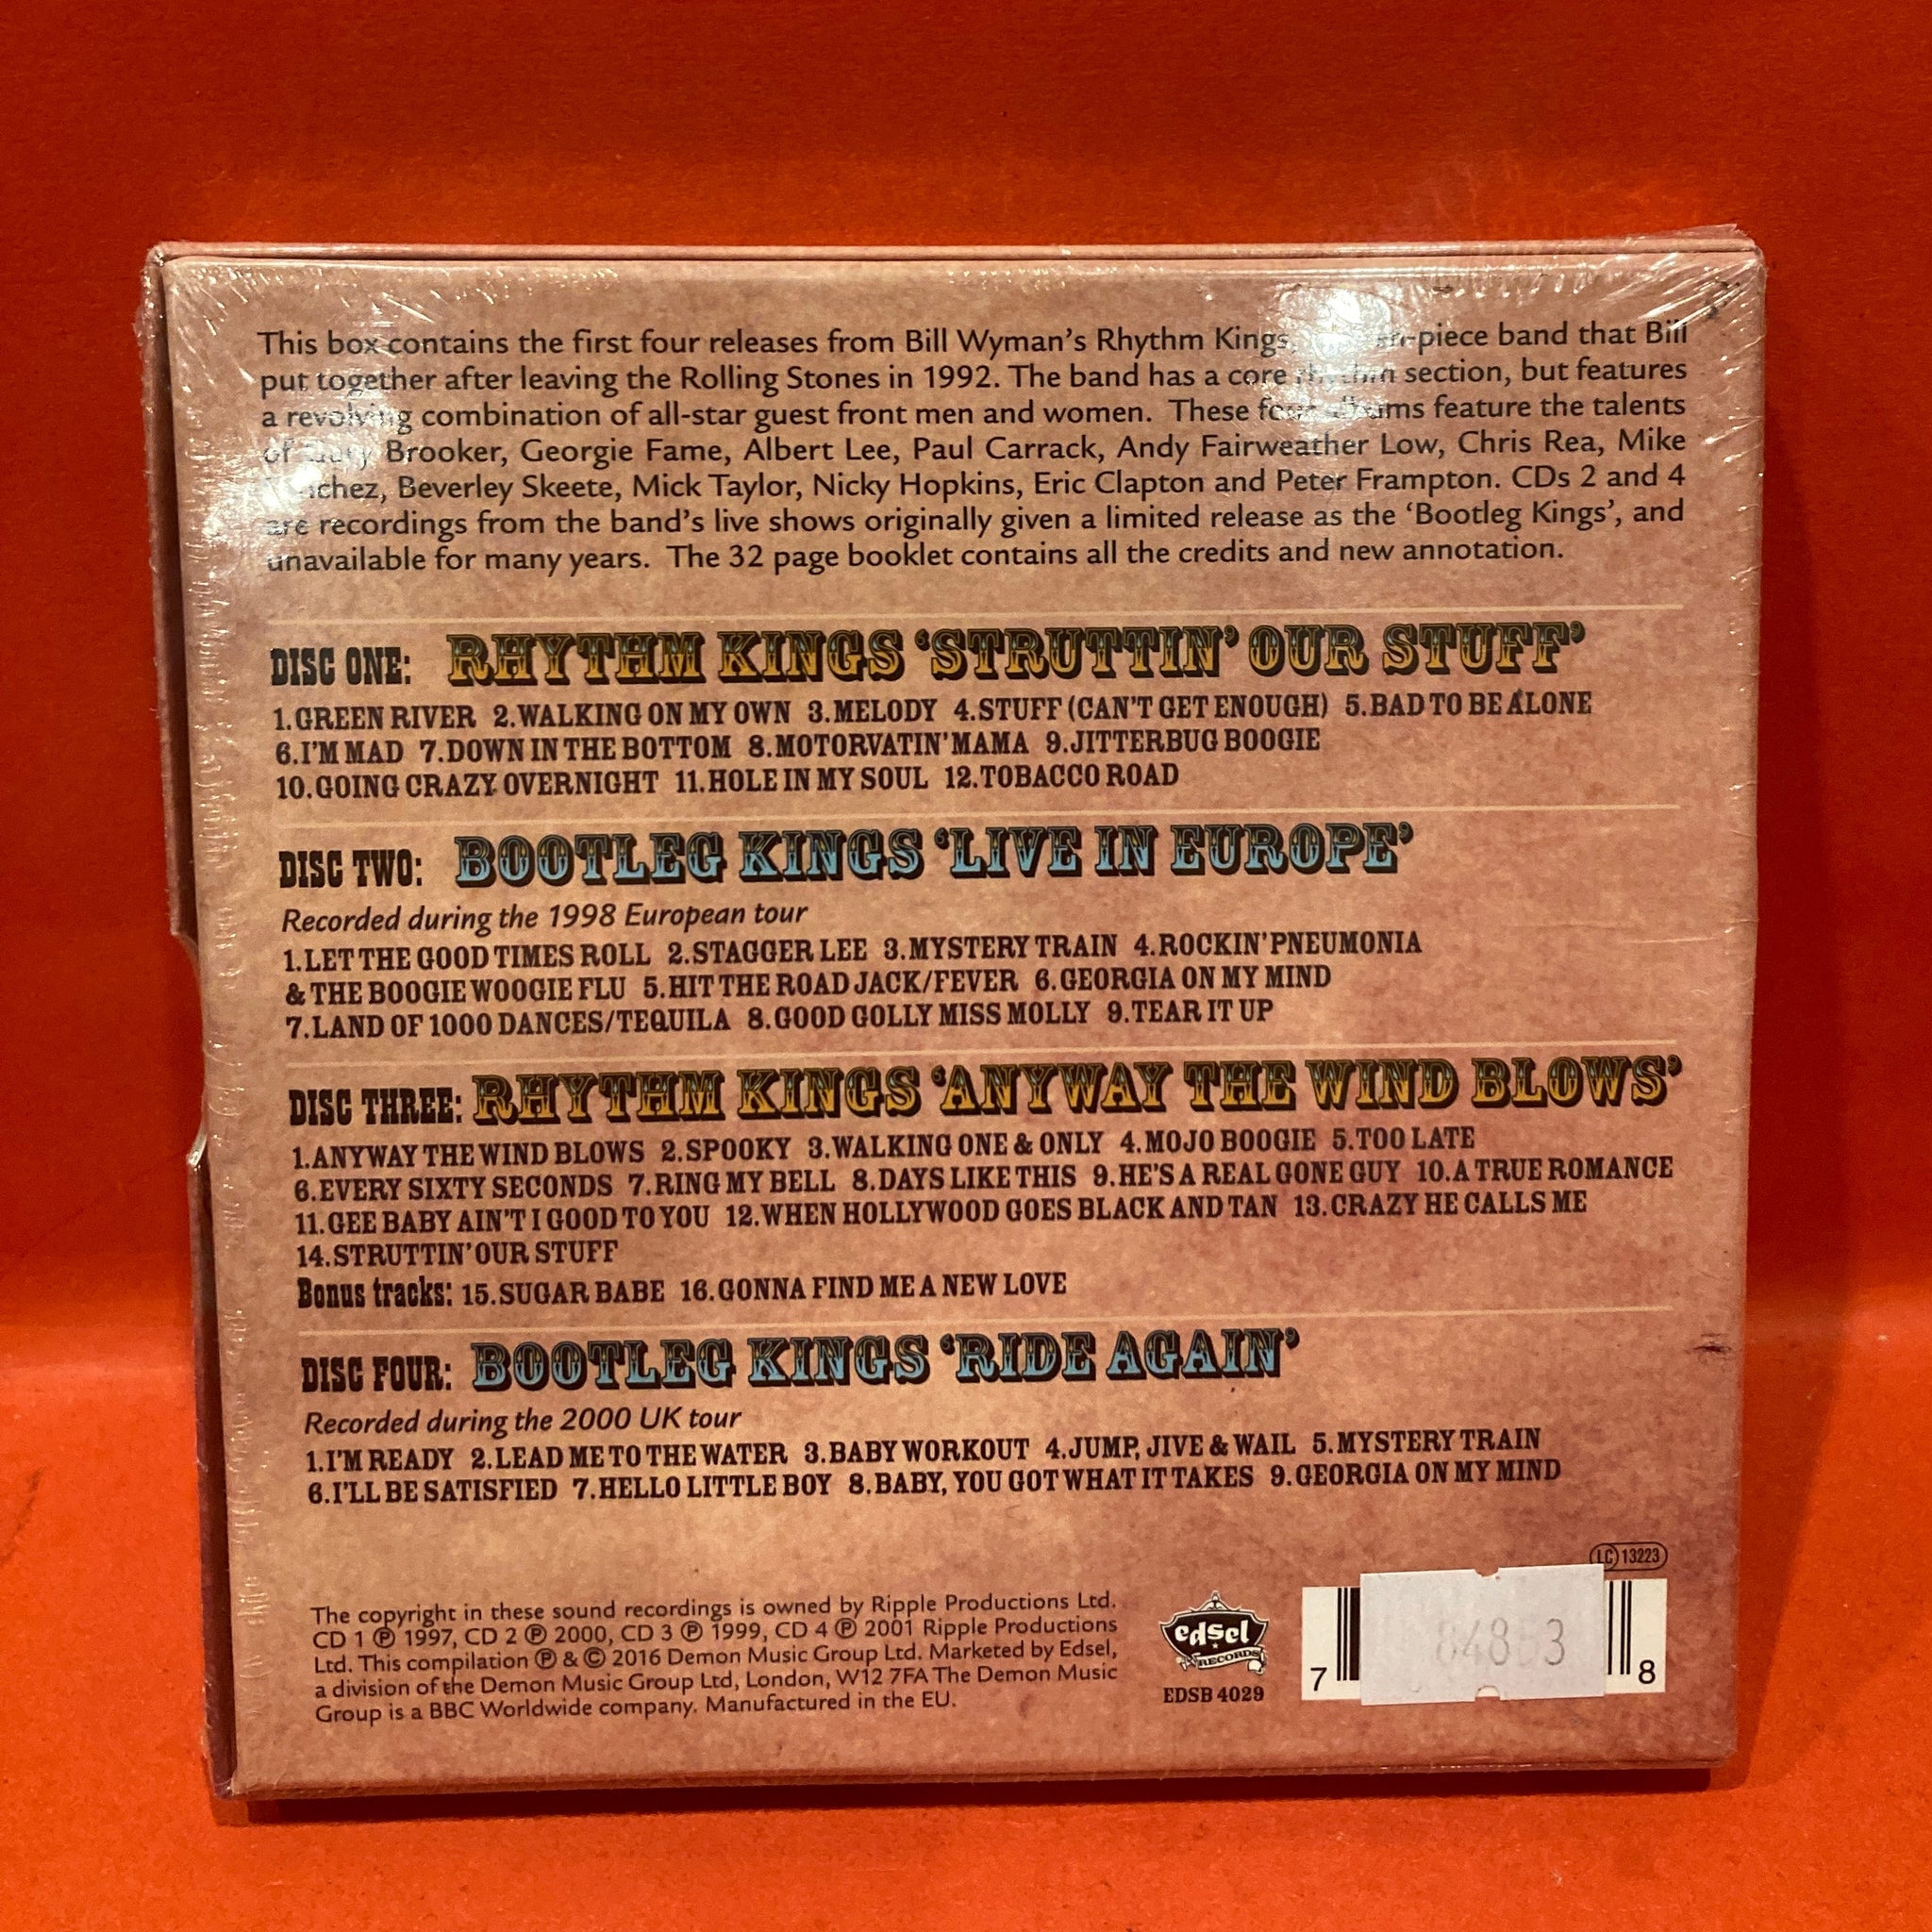 This box contains the first four releases from Bill Wyman's Rhythm Kings, piece band that Bill
put together after leaving the Rolling Stones in 1992. The band has a core rhythm section, but features
a revolving combination of all-star guest front men and women. These four albums feature the talents
of Gary Brooker, Georgie Fame, Albert Lee, Paul Carrack, Andy Fairweather Low, Chris Rea, Mike
Beverley Skeete, Mick Taylor, Nicky Hopkins, Eric Clapton and Peter Frampton. CDs 2 and 4
are recordings from the band's live shows originally given a limited release as the 'Bootleg Kings', and
unavailable for many years. The 32 page booklet contains all the credits and new annotation.
DISC ONE: RHYTHM KINGS 'STRUTTIN' OUR STUFF'
1.GREEN RIVER 2.WALKING ON MY OWN 3.MELODY 4.STUFF (CAN'T GET ENOUGH) 5.BAD TO BE ALONE
6.I'M MAD 7.DOWN IN THE BOTTOM 8.MOTORVATIN' MAMA 9.JITTERBUG BOOGIE
10.GOING CRAZY OVERNIGHT 11.HOLE IN MY SOUL 12.TOBACCO ROAD
DISC TWO: BOOTLEG KINGS 'LIVE IN EUROPE'
Recorded during the 1998 European tour
1.LET THE GOOD TIMES ROLL 2.STAGGER LEE 3.MYSTERY TRAIN 4.ROCKIN' PNEUMONIA
& THE BOOGIE WOOGIE FLU 5.HIT THE ROAD JACK/FEVER 6.GEORGIA ON MY MIND
7.LAND OF 1000 DANCES/TEQUILA 8.GOOD GOLLY MISS MOLLY 9.TEAR IT UP
DISC THREE: RHYTHM KINGS 'ANYWAY THE WIND BLOWS'
1.ANYWAY THE WIND BLOWS 2.SPOOKY 3.WALKING ONE & ONLY 4.MOJO BOOGIE 5.TOO LATE
6.EVERY SIXTY SECONDS 7.RING MY BELL 8.DAYS LIKE THIS 9.HE'S A REAL GONE GUY 10.A TRUE ROMANCE
11.GEE BABY AIN'T I GOOD TO YOU 12.WHEN HOLLYWOOD GOES BLACK AND TAN 13.CRAZY HE CALLS ME
14.STRUTTIN' OUR STUFF
Bonus tracks: 15.SUGAR BABE 16.GONNA FIND ME A NEW LOVE
DISC FOUR: BOOTLEG KINGS 'RIDE AGAIN'
Recorded during the 2000 UK tour
1.I'M READY 2.LEAD ME TO THE WATER 3.BABY WORKOUT 4.JUMP, JIVE & WAIL 5.MYSTERY TRAIN
6.I'LL BE SATISFIED 7.HELLO LITTLE BOY 8.BABY, YOU GOT WHAT IT TAKES 9.GEORGIA ON MY MIND
The copyright in these sound recordings is owned by Ripple Productions Ltd.
CD 1 ℗ 1997, CD 2 ℗ 2000, CD 3 ℗ 1999, CD 4 ℗ 2001 Ripple Productions
Ltd. This compilation ℗ & © 2016 Demon Music Group Ltd. Marketed by Edsel,
a division of the Demon Music Group Ltd, London, W12 7FA The Demon Music
Group is a BBC Worldwide company. Manufactured in the EU.
edsel
RECORDS
EDSB 4029
LC 13223
7 8